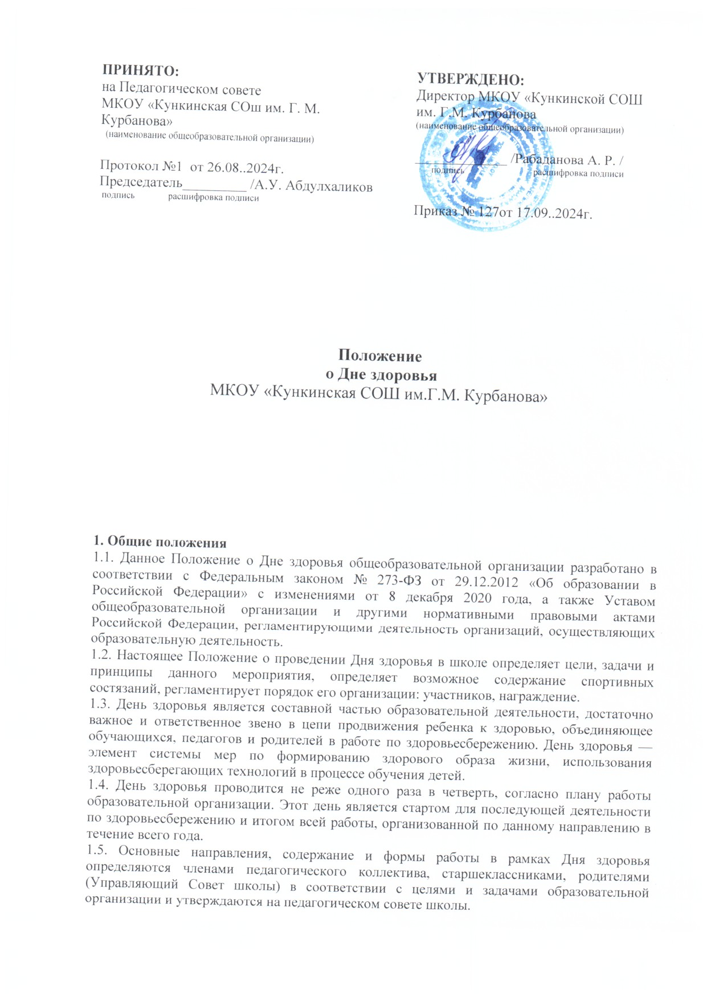 ПРИНЯТО:
на Педагогическом совете
МКОУ «Кункинская СОш им. Г. М.
Курбанова»
(наименование общеобразовательной организации)
Протокол №1 от 26.08..2024г.
Председатель_________ /А.У. Абдулхаликов
подпись расшифровка подписи
УТВЕРЖДЕНО:
Директор МКОУ «Кункинской СОШ
им. Г.М. Курбанова
(наименование общеобразовательной организации)
_____________ /Рабаданова А. Р. /
подпись расшифровка подписи
Приказ № 127от 17.09..2024г.
Положение
о Дне здоровья
МКОУ «Кункинская СОШ им.Г.М. Курбанова»
1. Общие положения
1.1. Данное Положение о Дне здоровья общеобразовательной организации разработано в
соответствии с Федеральным законом № 273-ФЗ от 29.12.2012 «Об образовании в
Российской Федерации» с изменениями от 8 декабря 2020 года, а также Уставом
общеобразовательной организации и другими нормативными правовыми актами
Российской Федерации, регламентирующими деятельность организаций, осуществляющих
образовательную деятельность.
1.2. Настоящее Положение о проведении Дня здоровья в школе определяет цели, задачи и
принципы данного мероприятия, определяет возможное содержание спортивных
состязаний, регламентирует порядок его организации: участников, награждение.
1.3. День здоровья является составной частью образовательной деятельности, достаточно
важное и ответственное звено в цепи продвижения ребенка к здоровью, объединяющее
обучающихся, педагогов и родителей в работе по здоровьесбережению. День здоровья —
элемент системы мер по формированию здорового образа жизни, использования
здоровьесберегающих технологий в процессе обучения детей.
1.4. День здоровья проводится не реже одного раза в четверть, согласно плану работы
образовательной организации. Этот день является стартом для последующей деятельности
по здоровьесбережению и итогом всей работы, организованной по данному направлению в
течение всего года.
1.5. Основные направления, содержание и формы работы в рамках Дня здоровья
определяются членами педагогического коллектива, старшеклассниками, родителями
(Управляющий Совет школы) в соответствии с целями и задачами образовательной
организации и утверждаются на педагогическом совете школы.